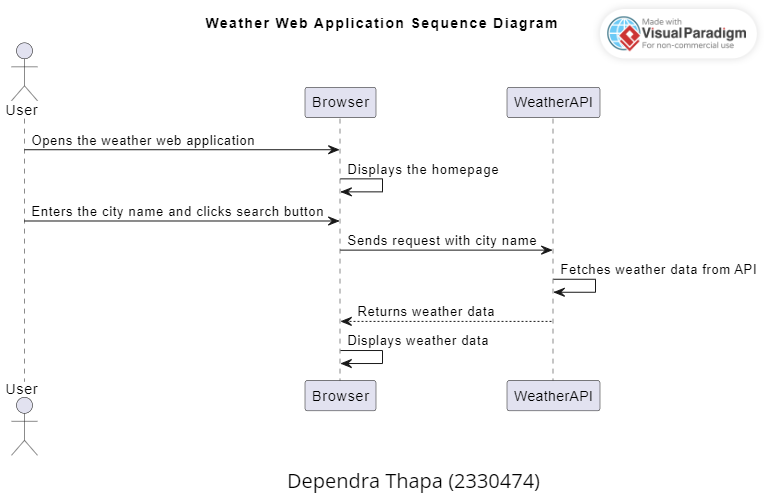 Weather Web Application Sequence Diagram
Made with
VisualParadigm
For non-commercial use
User
Browser
WeatherAPI
Opens the weather web application
Displays the homepage
Enters the city name and clicks search button
Sends request with city name
Fetches weather data from API
Returns weather data
Displays weather data
User
Browser
WeatherAPI
Dependra Thapa (2330474)